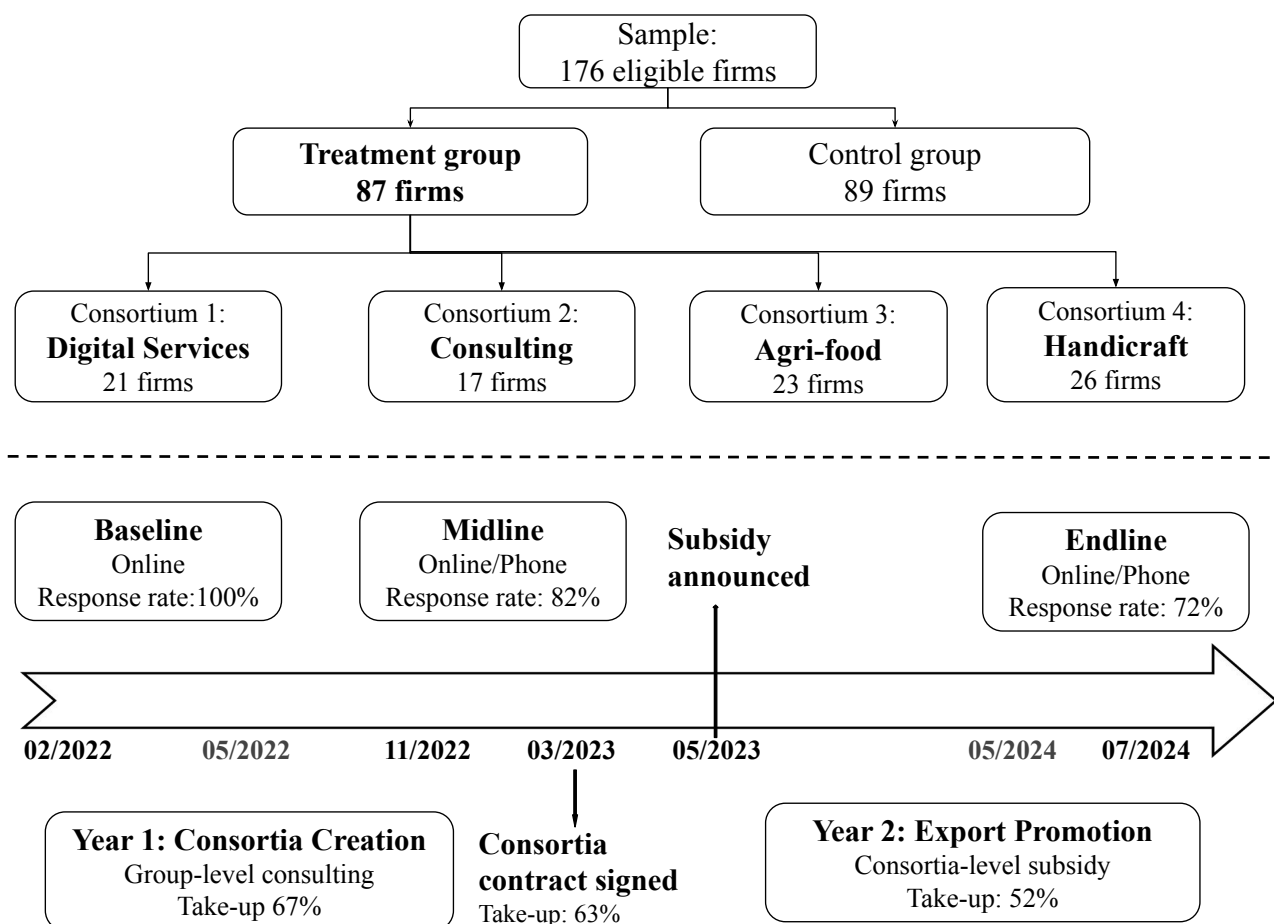 Sample:
176 eligible firms
Treatment group
87 firms
Control group
89 firms
Consortium 1:
Digital Services
21 firms
Consortium 2:
Consulting
17 firms
Consortium 3:
Agri-food
23 firms
Consortium 4:
Handicraft
26 firms
Baseline
Online
Response rate:100%
Midline
Online/Phone
Response rate: 82%
Subsidy
announced
Endline
Online/Phone
Response rate: 72%
02/2022
05/2022
11/2022
03/2023
05/2023
05/2024
07/2024
Year 1: Consortia Creation
Group-level consulting
Take-up 67%
Consortia
contract signed
Take-up: 63%
Year 2: Export Promotion
Consortia-level subsidy
Take-up: 52%